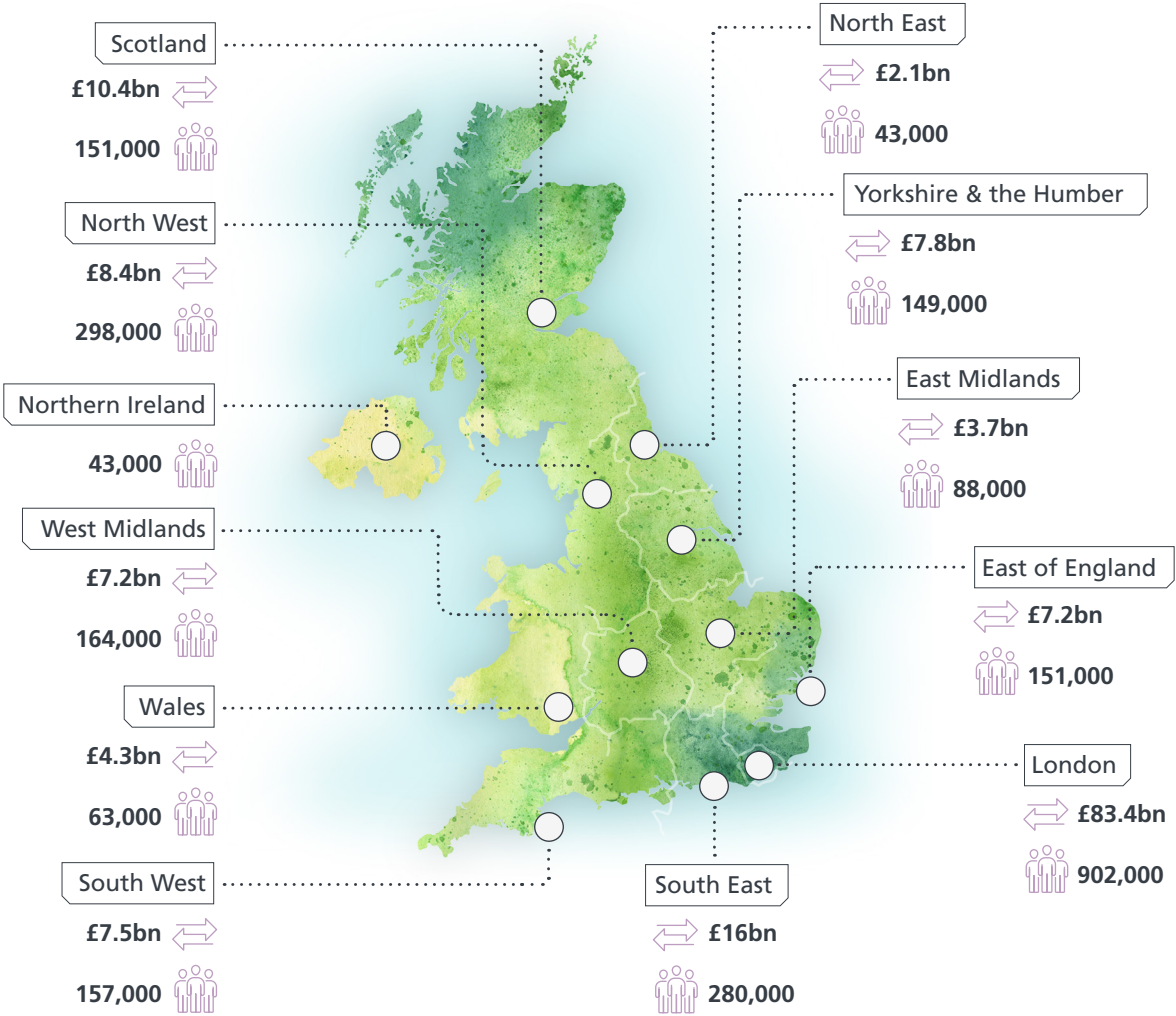 Scotland
£10.4bn
151,000
North West
£8.4bn
298,000
Northern Ireland
43,000
West Midlands
£7.2bn
164,000
Wales
£4.3bn
63,000
South West
£7.5bn
157,000
North East
£2.1bn
43,000
Yorkshire & the Humber
£7.8bn
149,000
East Midlands
£3.7bn
88,000
East of England
£7.2bn
151,000
London
£83.4bn
902,000
South East
£16bn
280,000